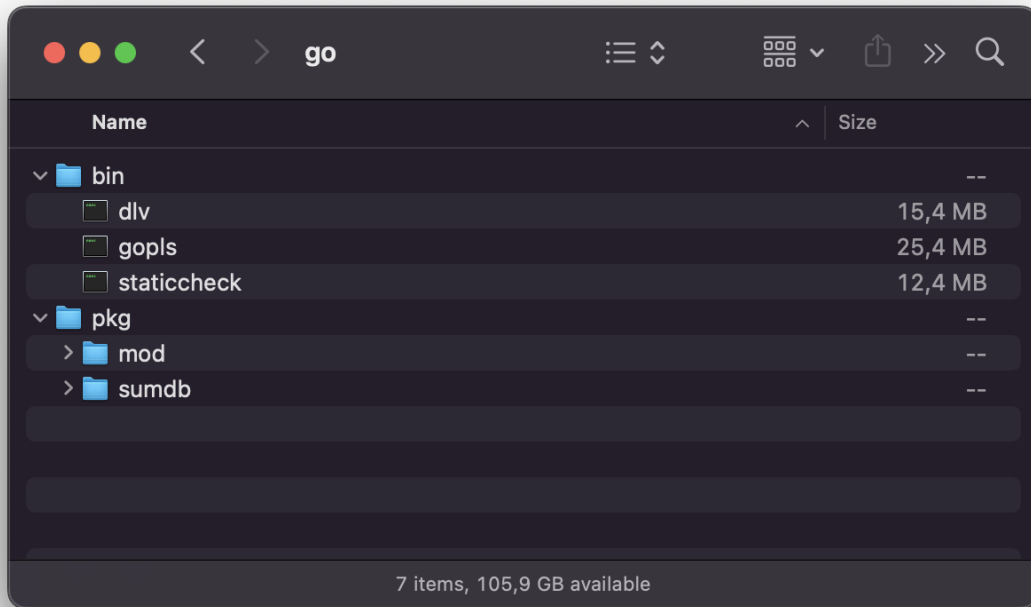 go
Name Size
bin --
dlv 15,4 MB
gopls 25,4 MB
staticcheck 12,4 MB
pkg --
mod --
sumdb --
7 items, 105,9 GB available